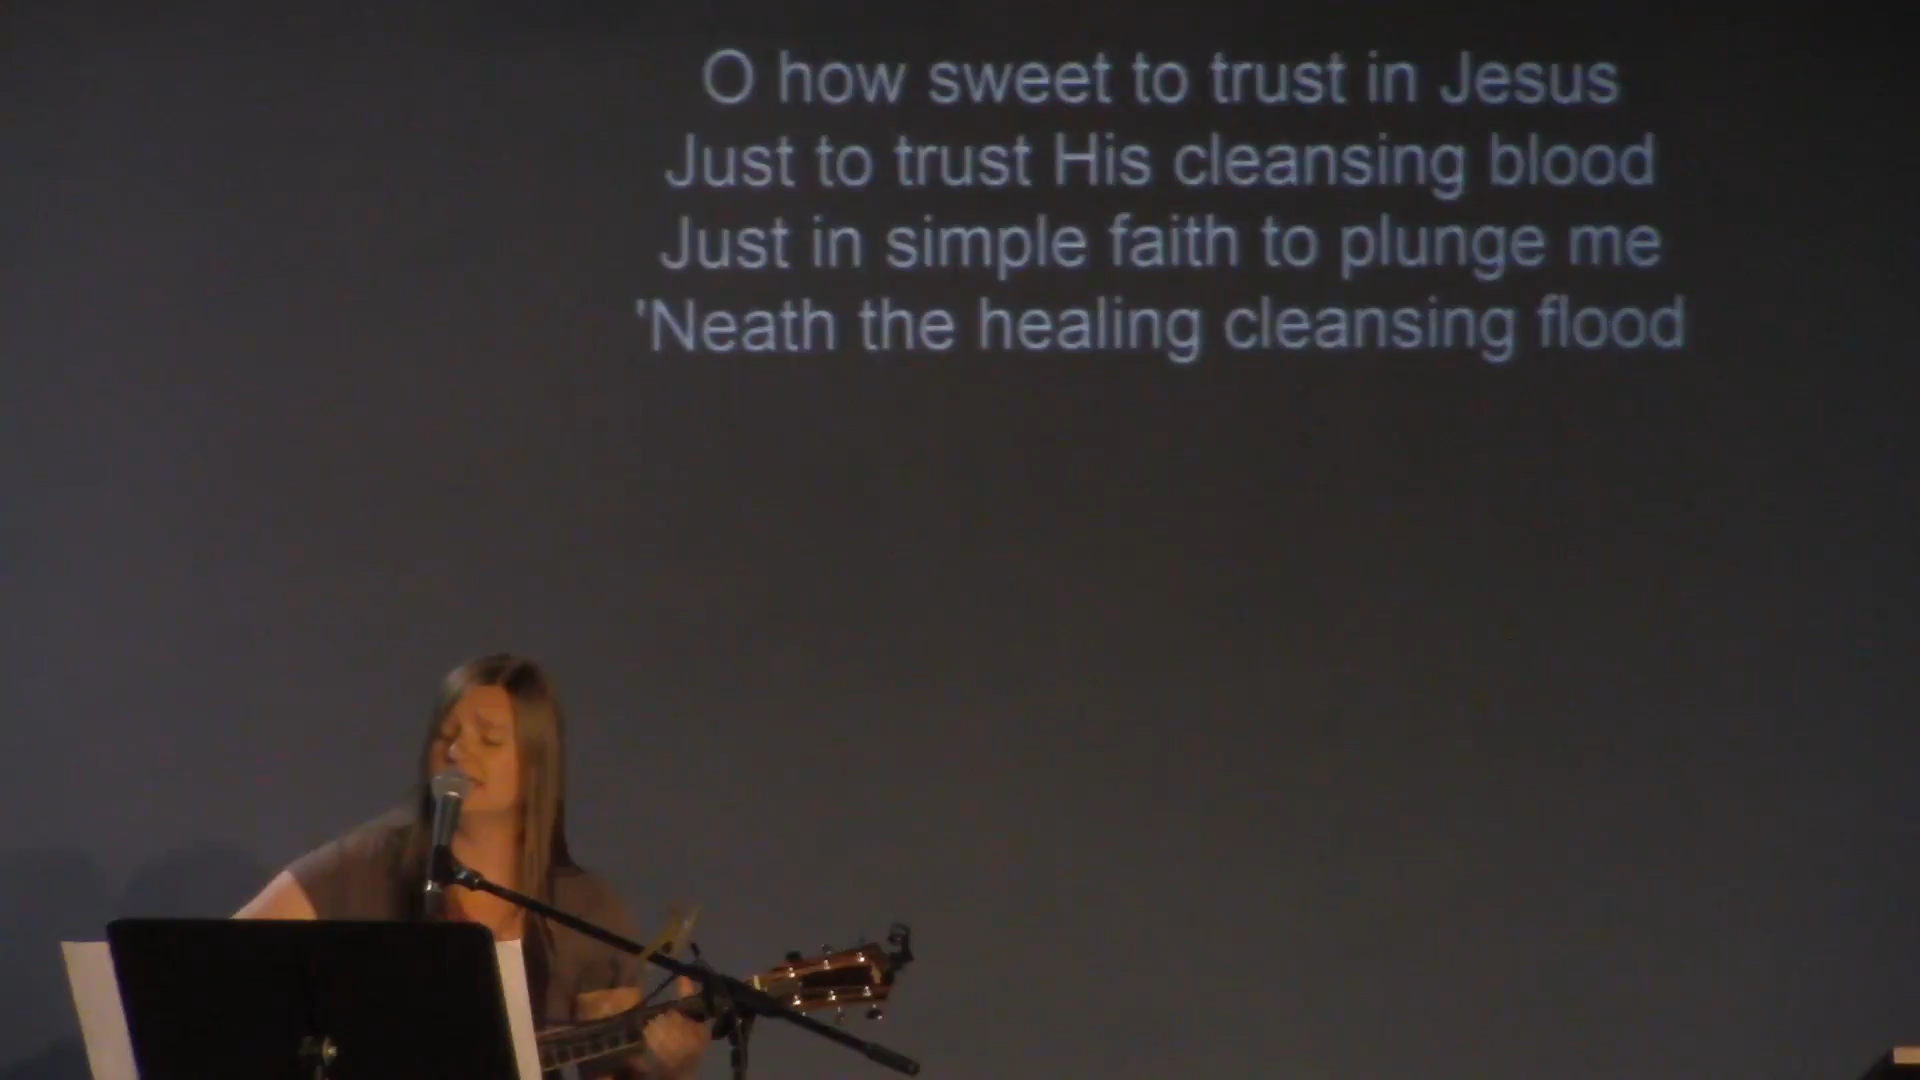 O how sweet to trust in Jesus
Just to trust His cleansing blood
Just in simple faith to plunge me
'Neath the healing cleansing flood